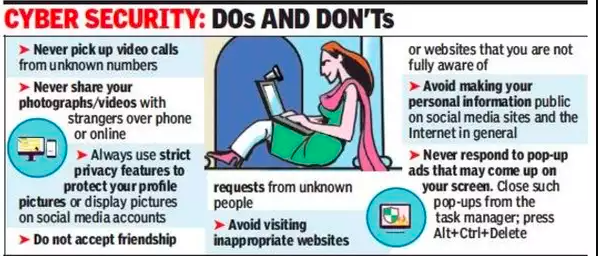 CYBER SECURITY: DOs AND DON'Ts
➤ Never pick up video calls
from unknown numbers
➤ Never share your
photographs/videos with
strangers over phone
or online
➤ Always use strict
privacy features to
protect your profile
pictures or display pictures
on social media accounts
➤ Do not accept friendship
requests from unknown
people
➤ Avoid visiting
inappropriate websites
or websites that you are not
fully aware of
➤ Avoid making your
personal information public
on social media sites and the
Internet in general
➤ Never respond to pop-up
ads that may come up on
your screen. Close such
pop-ups from the
task manager; press
Alt+Ctrl+Delete